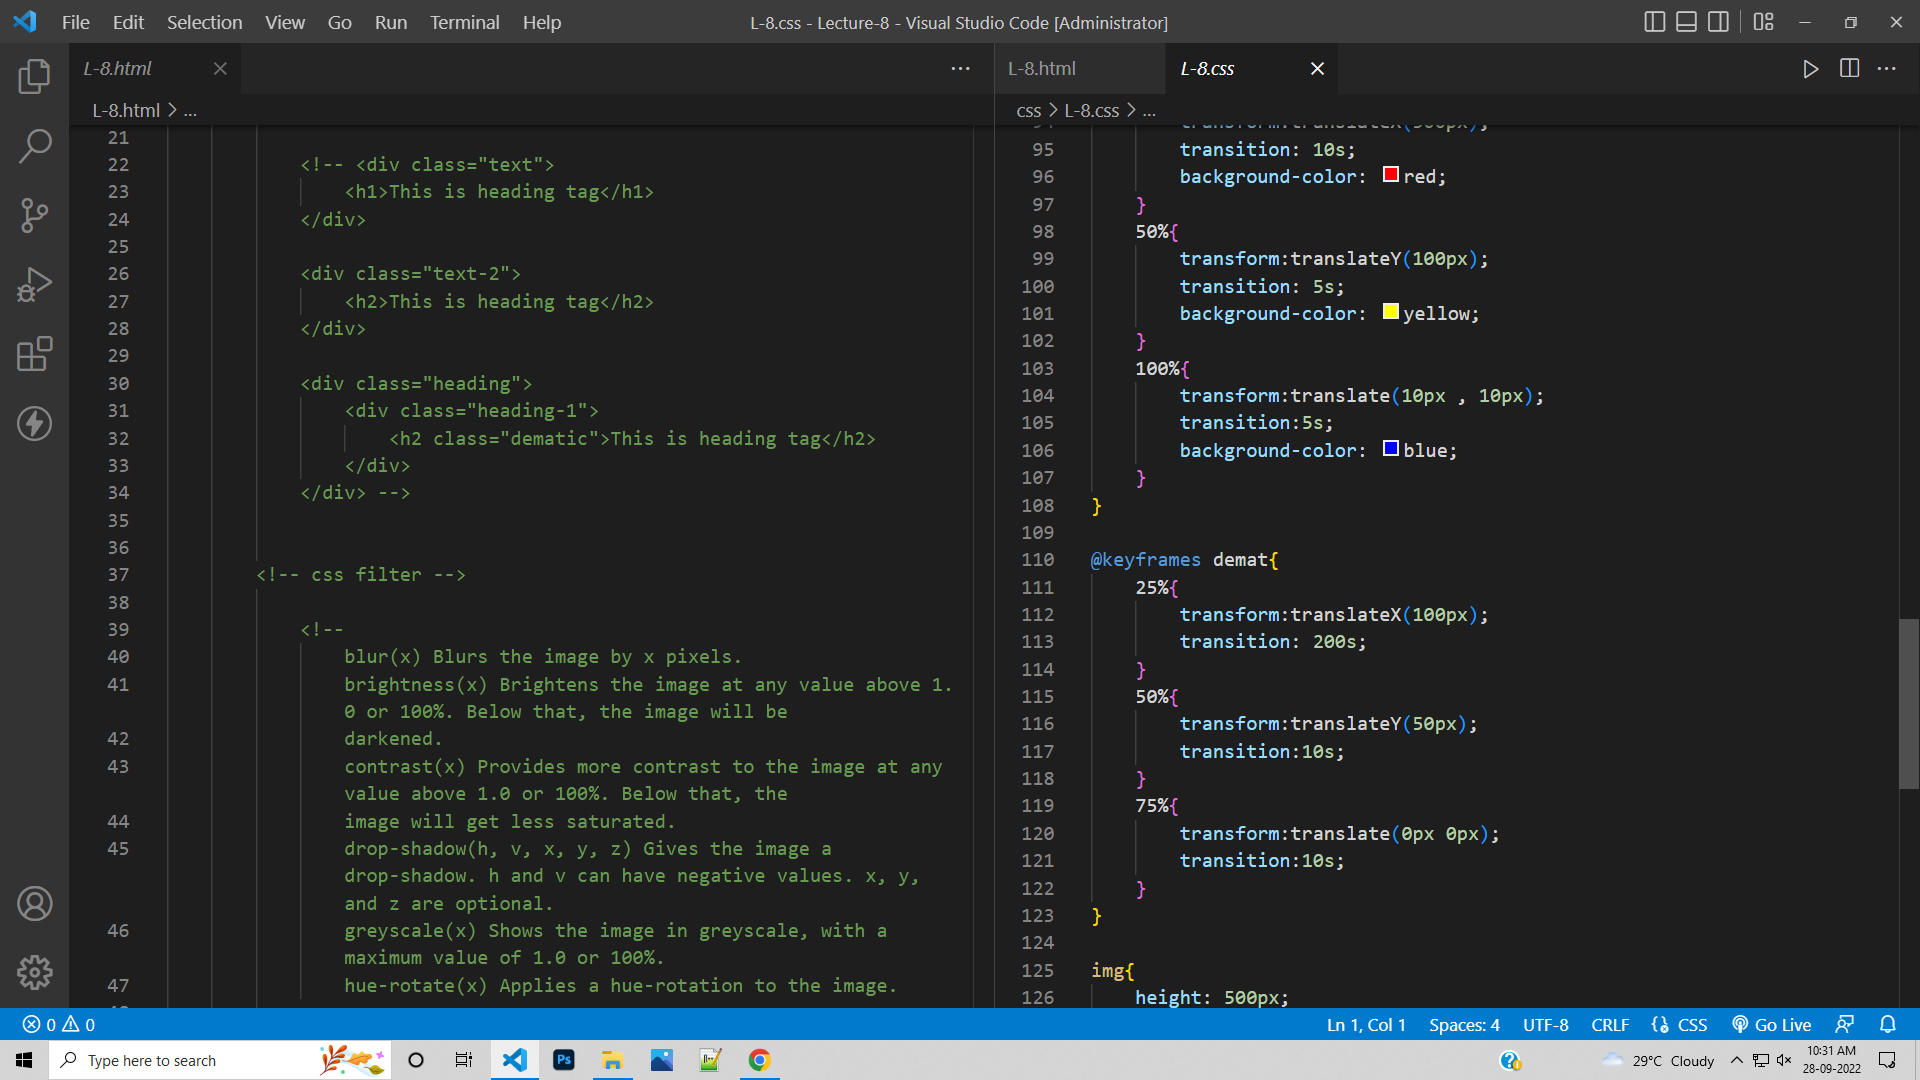 File Edit Selection View Go Run Terminal Help
L-8.css - Lecture-8 - Visual Studio Code [Administrator]
L-8.html
L-8.html > ...
21
22 <!-- <div class="text">
23 <h1>This is heading tag</h1>
24 </div>
25
26 <div class="text-2">
27 <h2>This is heading tag</h2>
28 </div>
29
30 <div class="heading">
31 <div class="heading-1">
32 <h2 class="dematic">This is heading tag</h2>
33 </div>
34 </div> -->
35
36
37 <!-- css filter -->
38
39 <!--
40 blur(x) Blurs the image by x pixels.
41 brightness(x) Brightens the image at any value above 1.
0 or 100%. Below that, the image will be
42 darkened.
43 contrast(x) Provides more contrast to the image at any
value above 1.0 or 100%. Below that, the
44 image will get less saturated.
45 drop-shadow(h, v, x, y, z) Gives the image a
drop-shadow. h and v can have negative values. x, y,
and z are optional.
46 greyscale(x) Shows the image in greyscale, with a
maximum value of 1.0 or 100%.
47 hue-rotate(x) Applies a hue-rotation to the image.
L-8.html L-8.css
css > L-8.css > ...
94 transform:translateX(500px);
95 transition: 10s;
96 background-color: red;
97 }
98 50%{
99 transform:translateY(100px);
100 transition: 5s;
101 background-color: yellow;
102 }
103 100%{
104 transform:translate(10px , 10px);
105 transition:5s;
106 background-color: blue;
107 }
108 }
109
110 @keyframes demat{
111 25%{
112 transform:translateX(100px);
113 transition: 200s;
114 }
115 50%{
116 transform:translateY(50px);
117 transition:10s;
118 }
119 75%{
120 transform:translate(0px 0px);
121 transition:10s;
122 }
123 }
124
125 img{
126 height: 500px;
0 0
Ln 1, Col 1 Spaces: 4 UTF-8 CRLF CSS Go Live
Type here to search
Ps
29°C Cloudy
10:31 AM
28-09-2022